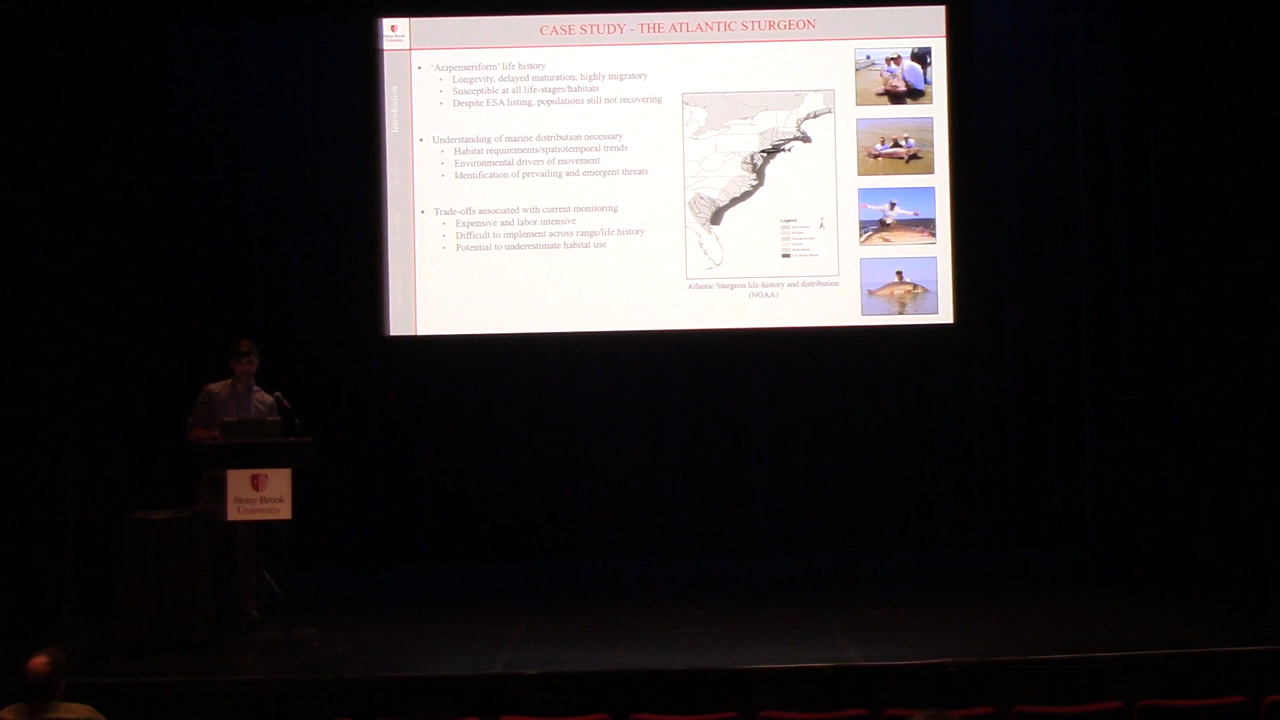 Stony Brook
University
CASE STUDY - THE ATLANTIC STURGEON
Introduction
• 'Acipenseriform' life history
• Longevity, delayed maturation, highly migratory
• Susceptible at all life-stages/habitats
• Despite ESA listing, populations still not recovering
• Understanding of marine distribution necessary
• Habitat requirements/spatiotemporal trends
• Environmental drivers of movement
• Identification of prevailing and emergent threats
• Trade-offs associated with current monitoring
• Expensive and labor intensive
• Difficult to implement across range/life history
• Potential to underestimate habitat use
Legend
Atlantic Sturgeon life-history and distribution
(NOAA)
Stony Brook
University